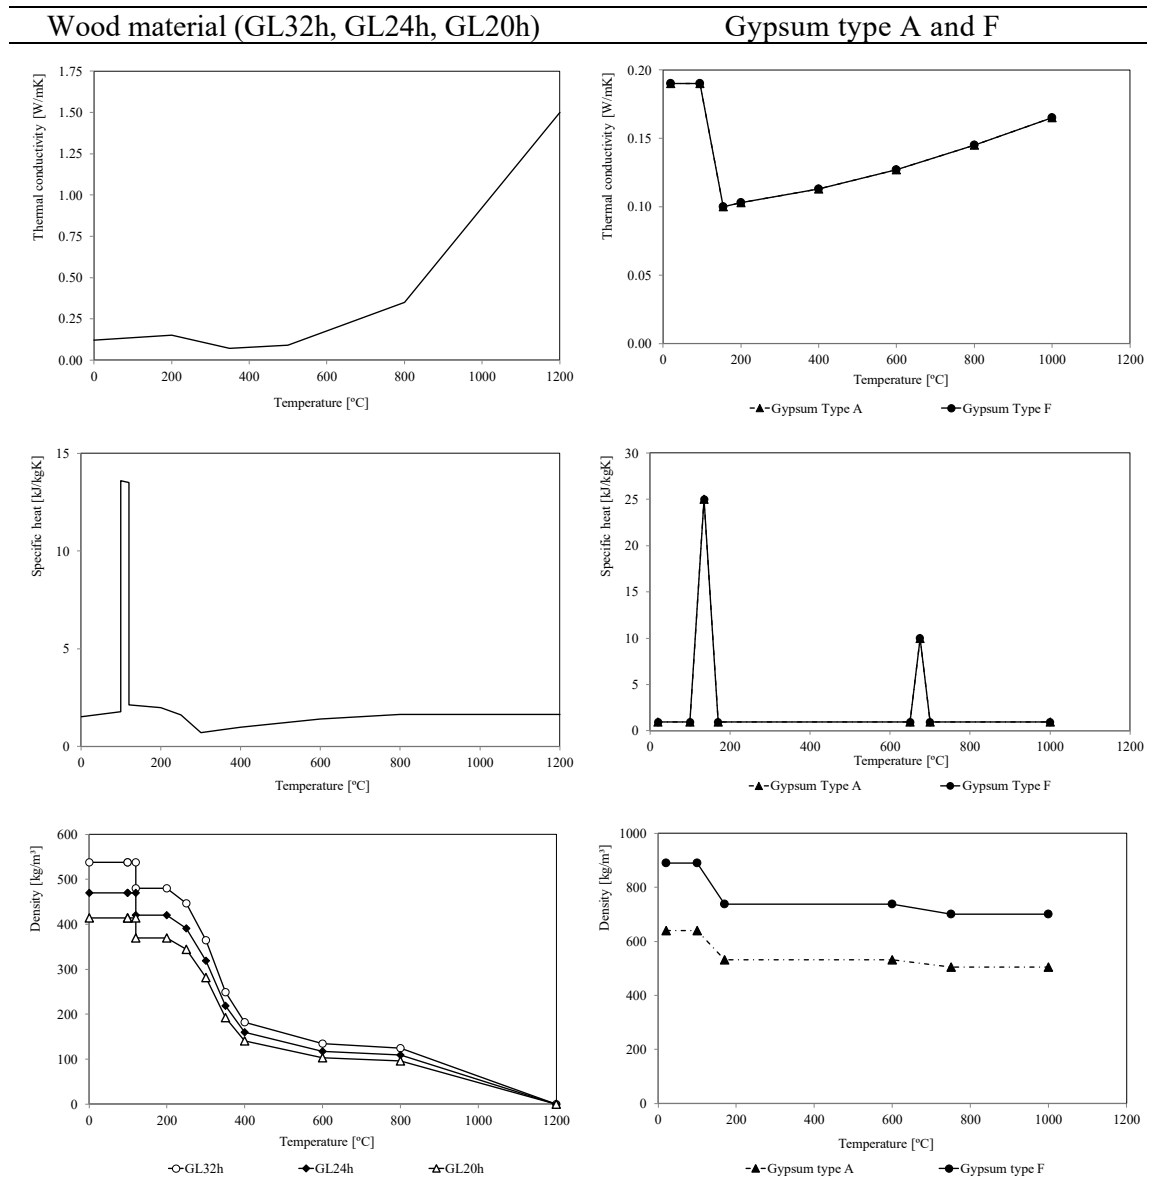 Wood material (GL32h, GL24h, GL20h)
Gypsum type A and F
Thermal conductivity [W/mK]
1.75
1.50
1.25
1.00
0.75
0.50
0.25
0.00
0 200 400 600 800 1000 1200
Temperature [ºC]
Thermal conductivity [W/mK]
0.20
0.15
0.10
0.05
0.00
0 200 400 600 800 1000 1200
Temperature [ºC]
Gypsum Type A Gypsum Type F
Specific heat [kJ/kgK]
15
10
5
0
0 200 400 600 800 1000 1200
Temperature [ºC]
Specific heat [kJ/kgK]
30
25
20
15
10
5
0
0 200 400 600 800 1000 1200
Temperature [ºC]
Gypsum Type A Gypsum Type F
Density [kg/m³]
600
500
400
300
200
100
0
0 200 400 600 800 1000 1200
Temperature [ºC]
GL32h GL24h GL20h
Density [kg/m³]
1000
800
600
400
200
0
0 200 400 600 800 1000 1200
Temperature [ºC]
Gypsum type A Gypsum type F